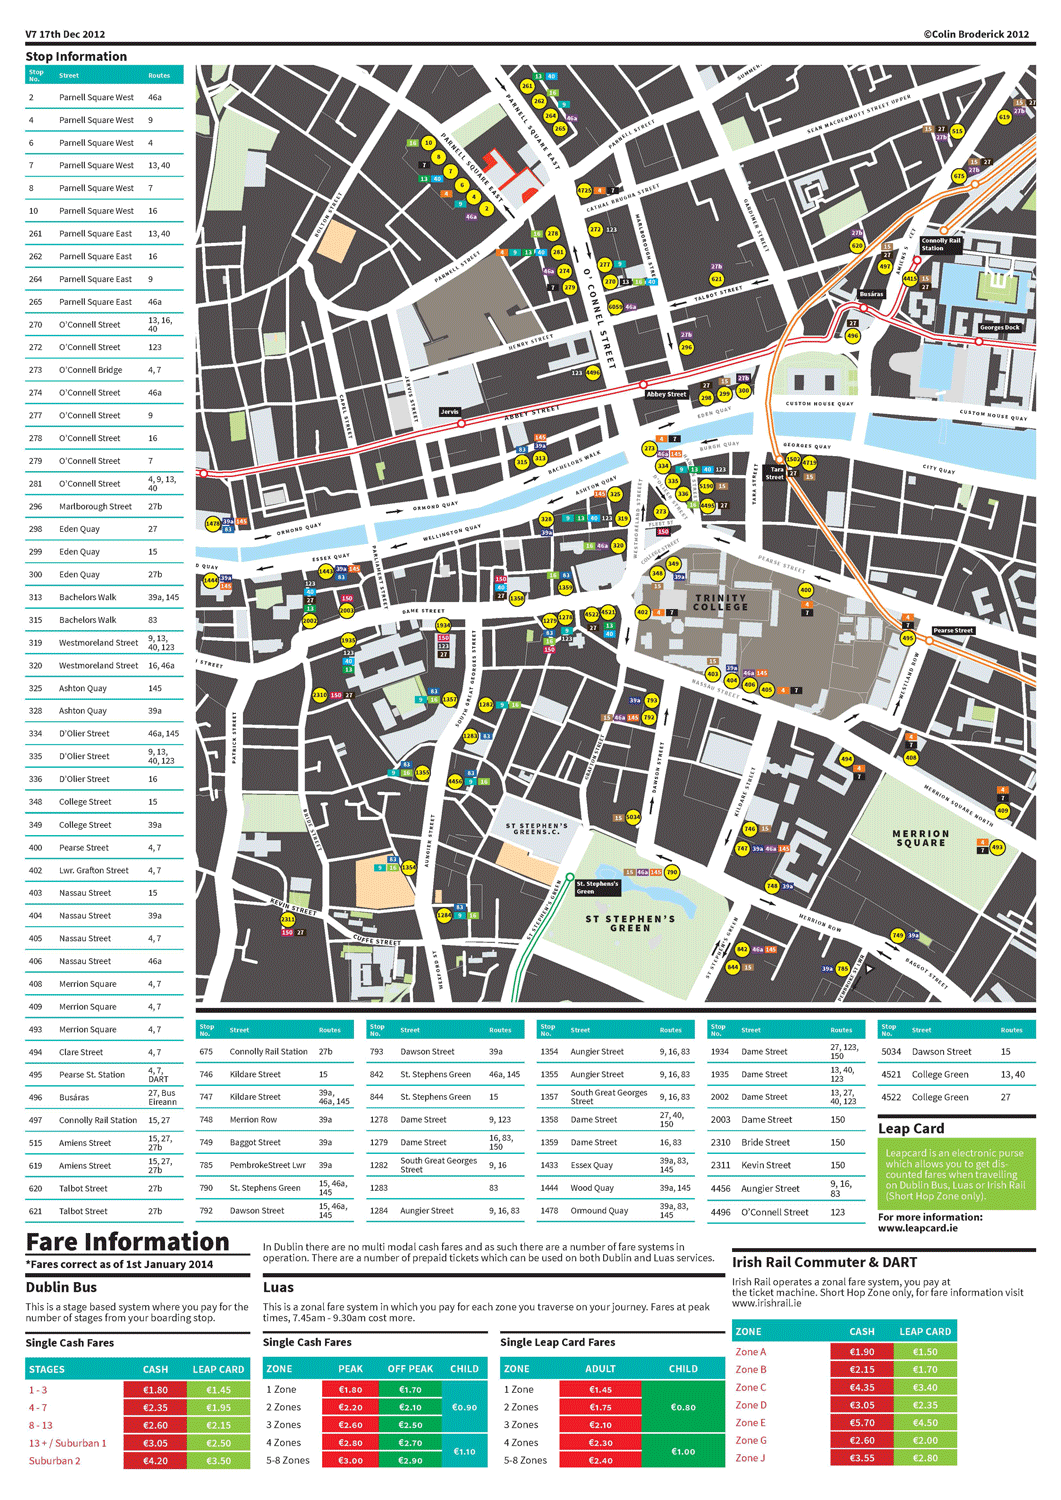 V7 17th Dec 2012
©Colin Broderick 2012
Stop Information
Stop No. Street Routes
2 Parnell Square West 46a
4 Parnell Square West 9
6 Parnell Square West 4
7 Parnell Square West 13, 40
8 Parnell Square West 7
10 Parnell Square West 16
261 Parnell Square East 13, 40
262 Parnell Square East 16
264 Parnell Square East 9
265 Parnell Square East 46a
270 O'Connell Street 13, 16, 40
272 O'Connell Street 123
273 O'Connell Bridge 4, 7
274 O'Connell Street 46a
277 O'Connell Street 9
278 O'Connell Street 16
279 O'Connell Street 7
281 O'Connell Street 4, 9, 13, 40
296 Marlborough Street 27b
298 Eden Quay 27
299 Eden Quay 15
300 Eden Quay 27b
313 Bachelors Walk 39a, 145
315 Bachelors Walk 83
319 Westmoreland Street 9, 13, 40, 123
320 Westmoreland Street 16, 46a
325 Ashton Quay 145
328 Ashton Quay 39a
334 D'Olier Street 46a, 145
335 D'Olier Street 9, 13, 40, 123
336 D'Olier Street 16
348 College Street 15
349 College Street 39a
400 Pearse Street 4, 7
402 Lwr. Grafton Street 4, 7
403 Nassau Street 15
404 Nassau Street 39a
405 Nassau Street 4, 7
406 Nassau Street 46a
408 Merrion Square 4, 7
409 Merrion Square 4, 7
493 Merrion Square 4, 7
494 Clare Street 4, 7
495 Pearse St. Station 4, 7, DART
496 Busáras 27, Bus Eireann
497 Connolly Rail Station 15, 27
515 Amiens Street 15, 27, 27b
619 Amiens Street 15, 27, 27b
620 Talbot Street 27b
621 Talbot Street 27b
PARNELL SQUARE EAST
PARNELL SQUARE EAST
PARNELL STREET
SEAN MACDERMOTT STREET UPPER
CATHAL BRUGHA STREET
MARLBOROUGH STREET
GARDINER STREET
BOLTON STREET
PARNELL STREET
O'CONNEL STREET
TALBOT STREET
HENRY STREET
Connolly Rail Station
Busáras
Georges Dock
Abbey Street
Jervis
JERVIS STREET
CAPEL STREET
ABBEY STREET
EDEN QUAY
BURGH QUAY
CUSTOM HOUSE QUAY
CUSTOM HOUSE QUAY
GEORGES QUAY
CITY QUAY
Tara Street
TARA STREET
BACHELORS WALK
ASHTON QUAY
ORMOND QUAY
ORMOND QUAY
WELLINGTON QUAY
ESSEX QUAY
PARLIAMENT STREET
WESTMORELAND STREET
FLEET ST
COLLEGE STREET
PEARSE STREET
TRINITY COLLEGE
Pearse Street
DAME STREET
NASSAU STREET
WESTLAND ROW
SOUTH GREAT GEORGES STREET
PATRICK STREET
GRAFTON STREET
DAWSON STREET
KILDARE STREET
MERRION SQUARE NORTH
MERRION SQUARE
BRIDE STREET
AUNGIER STREET
ST STEPHEN'S GREEN S.C.
St. Stephens's Green
ST STEPHEN'S GREEN
ST STEPHEN'S GREEN
ST STEPHEN'S GREEN
KEVIN STREET
CUFFE STREET
WEXFORD ST
MERRION ROW
BAGGOT STREET
PEMBROKE ST LWR
Stop No. Street Routes
675 Connolly Rail Station 27b
746 Kildare Street 15
747 Kildare Street 39a, 46a, 145
748 Merrion Row 39a
749 Baggot Street 39a
785 PembrokeStreet Lwr 39a
790 St. Stephens Green 15, 46a, 145
792 Dawson Street 15, 46a, 145
Stop No. Street Routes
793 Dawson Street 39a
842 St. Stephens Green 46a, 145
844 St. Stephens Green 15
1278 Dame Street 9, 123
1279 Dame Street 16, 83, 150
1282 South Great Georges Street 9, 16
1283 83
1284 Aungier Street 9, 16, 83
Stop No. Street Routes
1354 Aungier Street 9, 16, 83
1355 Aungier Street 9, 16, 83
1357 South Great Georges Street 9, 16, 83
1358 Dame Street 27, 40, 150
1359 Dame Street 16, 83
1433 Essex Quay 39a, 83, 145
1444 Wood Quay 39a, 145
1478 Ormound Quay 39a, 83, 145
Stop No. Street Routes
1934 Dame Street 27, 123, 150
1935 Dame Street 13, 40, 123
2002 Dame Street 13, 27, 40, 123
2003 Dame Street 150
2310 Bride Street 150
2311 Kevin Street 150
4456 Aungier Street 9, 16, 83
4496 O'Connell Street 123
Stop No. Street Routes
5034 Dawson Street 15
4521 College Green 13, 40
4522 College Green 27
Leap Card
Leapcard is an electronic purse
which allows you to get dis-
counted fares when travelling
on Dublin Bus, Luas or Irish Rail
(Short Hop Zone only).
For more information:
www.leapcard.ie
Fare Information
*Fares correct as of 1st January 2014
In Dublin there are no multi modal cash fares and as such there are a number of fare systems in
operation. There are a number of prepaid tickets which can be used on both Dublin and Luas services.
Dublin Bus
This is a stage based system where you pay for the
number of stages from your boarding stop.
Single Cash Fares
STAGES CASH LEAP CARD
1 - 3 €1.80 €1.45
4 - 7 €2.35 €1.95
8 - 13 €2.60 €2.15
13 + / Suburban 1 €3.05 €2.50
Suburban 2 €4.20 €3.50
Luas
This is a zonal fare system in which you pay for each zone you traverse on your journey. Fares at peak
times, 7.45am - 9.30am cost more.
Single Cash Fares
ZONE PEAK OFF PEAK CHILD
1 Zone €1.80 €1.70
2 Zones €2.20 €2.10 €0.90
3 Zones €2.60 €2.50
4 Zones €2.80 €2.70 €1.10
5-8 Zones €3.00 €2.90
Single Leap Card Fares
ZONE ADULT CHILD
1 Zone €1.45
2 Zones €1.75 €0.80
3 Zones €2.10
4 Zones €2.30 €1.00
5-8 Zones €2.40
Irish Rail Commuter & DART
Irish Rail operates a zonal fare system, you pay at
the ticket machine. Short Hop Zone only, for fare information visit
www.irishrail.ie
ZONE CASH LEAP CARD
Zone A €1.90 €1.50
Zone B €2.15 €1.70
Zone C €4.35 €3.40
Zone D €3.05 €2.35
Zone E €5.70 €4.50
Zone G €2.60 €2.00
Zone J €3.55 €2.80